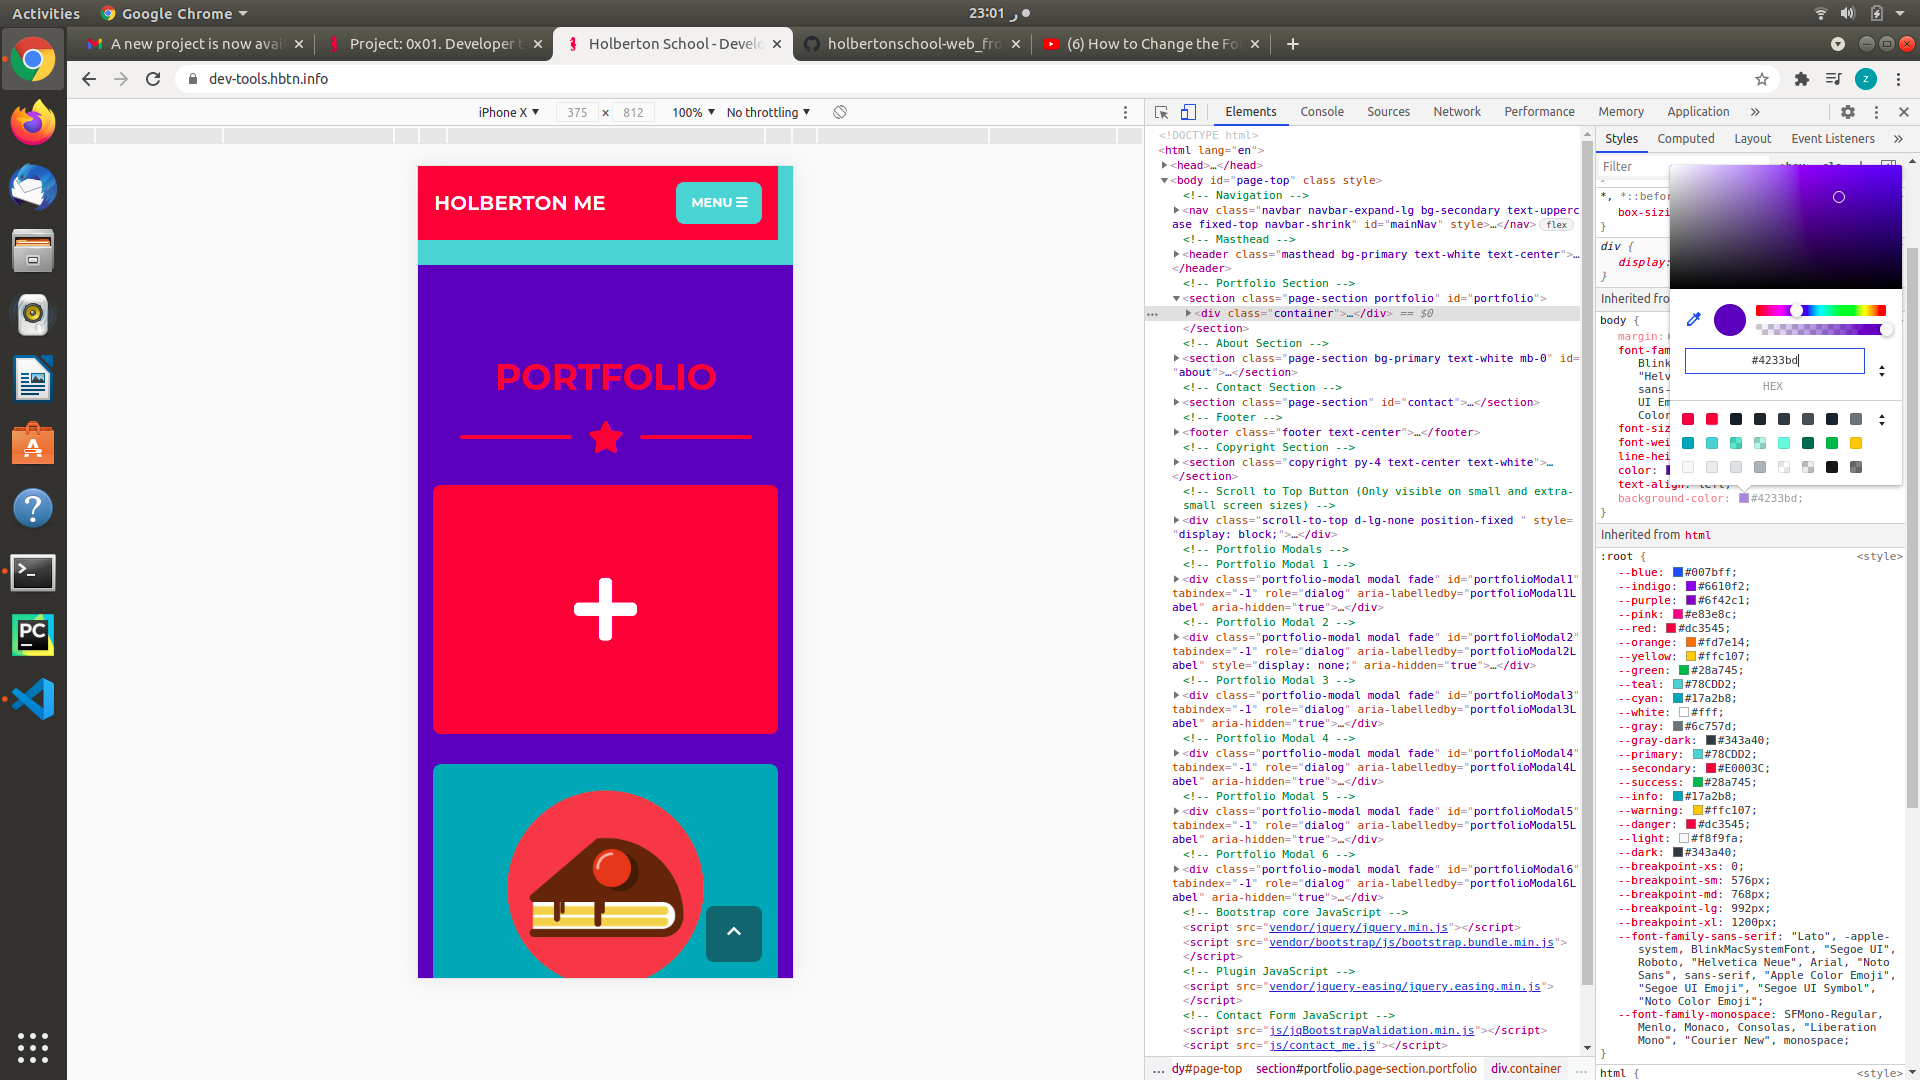 Activities
Google Chrome
23:01 ر
A new project is now avai
Project: 0x01. Developer t
Holberton School - Develo
holbertonschool-web_fro
(6) How to Change the Fo
dev-tools.hbtn.info
z
iPhone X
375 × 812
100%
No throttling
HOLBERTON ME
MENU
PORTFOLIO
Elements
Console
Sources
Network
Performance
Memory
Application
»
<!DOCTYPE html>
<html lang="en">
<head>…</head>
<body id="page-top" class style>
<!-- Navigation -->
<nav class="navbar navbar-expand-lg bg-secondary text-upperc
ase fixed-top navbar-shrink" id="mainNav" style>…</nav> flex
<!-- Masthead -->
<header class="masthead bg-primary text-white text-center">…
</header>
<!-- Portfolio Section -->
<section class="page-section portfolio" id="portfolio">
… <div class="container">…</div> == $0
</section>
<!-- About Section -->
<section class="page-section bg-primary text-white mb-0" id=
"about">…</section>
<!-- Contact Section -->
<section class="page-section" id="contact">…</section>
<!-- Footer -->
<footer class="footer text-center">…</footer>
<!-- Copyright Section -->
<section class="copyright py-4 text-center text-white">…
</section>
<!-- Scroll to Top Button (Only visible on small and extra-
small screen sizes) -->
<div class="scroll-to-top d-lg-none position-fixed " style=
"display: block;">…</div>
<!-- Portfolio Modals -->
<!-- Portfolio Modal 1 -->
<div class="portfolio-modal modal fade" id="portfolioModal1"
tabindex="-1" role="dialog" aria-labelledby="portfolioModal1L
abel" aria-hidden="true">…</div>
<!-- Portfolio Modal 2 -->
<div class="portfolio-modal modal fade" id="portfolioModal2"
tabindex="-1" role="dialog" aria-labelledby="portfolioModal2L
abel" style="display: none;" aria-hidden="true">…</div>
<!-- Portfolio Modal 3 -->
<div class="portfolio-modal modal fade" id="portfolioModal3"
tabindex="-1" role="dialog" aria-labelledby="portfolioModal3L
abel" aria-hidden="true">…</div>
<!-- Portfolio Modal 4 -->
<div class="portfolio-modal modal fade" id="portfolioModal4"
tabindex="-1" role="dialog" aria-labelledby="portfolioModal4L
abel" aria-hidden="true">…</div>
<!-- Portfolio Modal 5 -->
<div class="portfolio-modal modal fade" id="portfolioModal5"
tabindex="-1" role="dialog" aria-labelledby="portfolioModal5L
abel" aria-hidden="true">…</div>
<!-- Portfolio Modal 6 -->
<div class="portfolio-modal modal fade" id="portfolioModal6"
tabindex="-1" role="dialog" aria-labelledby="portfolioModal6L
abel" aria-hidden="true">…</div>
<!-- Bootstrap core JavaScript -->
<script src="vendor/jquery/jquery.min.js"></script>
<script src="vendor/bootstrap/js/bootstrap.bundle.min.js">
</script>
<!-- Plugin JavaScript -->
<script src="vendor/jquery-easing/jquery.easing.min.js">
</script>
<!-- Contact Form JavaScript -->
<script src="js/jqBootstrapValidation.min.js"></script>
<script src="js/contact_me.js"></script>
… dy#page-top section#portfolio.page-section.portfolio div.container …
Styles
Computed
Layout
Event Listeners
»
Filter
}
*, *::befor
box-sizi
}
div {
display:
}
Inherited fro
body {
margin:
font-fam
Blink
"Helv
sans-
UI Em
Color
font-siz
font-wei
line-hei
color:
text-align: left;
background-color: #4233bd;
}
#4233bd
HEX
Inherited from html
:root { <style>
--blue: #007bff;
--indigo: #6610f2;
--purple: #6f42c1;
--pink: #e83e8c;
--red: #dc3545;
--orange: #fd7e14;
--yellow: #ffc107;
--green: #28a745;
--teal: #78CDD2;
--cyan: #17a2b8;
--white: #fff;
--gray: #6c757d;
--gray-dark: #343a40;
--primary: #78CDD2;
--secondary: #E0003C;
--success: #28a745;
--info: #17a2b8;
--warning: #ffc107;
--danger: #dc3545;
--light: #f8f9fa;
--dark: #343a40;
--breakpoint-xs: 0;
--breakpoint-sm: 576px;
--breakpoint-md: 768px;
--breakpoint-lg: 992px;
--breakpoint-xl: 1200px;
--font-family-sans-serif: "Lato", -apple-
system, BlinkMacSystemFont, "Segoe UI",
Roboto, "Helvetica Neue", Arial, "Noto
Sans", sans-serif, "Apple Color Emoji",
"Segoe UI Emoji", "Segoe UI Symbol",
"Noto Color Emoji";
--font-family-monospace: SFMono-Regular,
Menlo, Monaco, Consolas, "Liberation
Mono", "Courier New", monospace;
}
html { <style>
PC